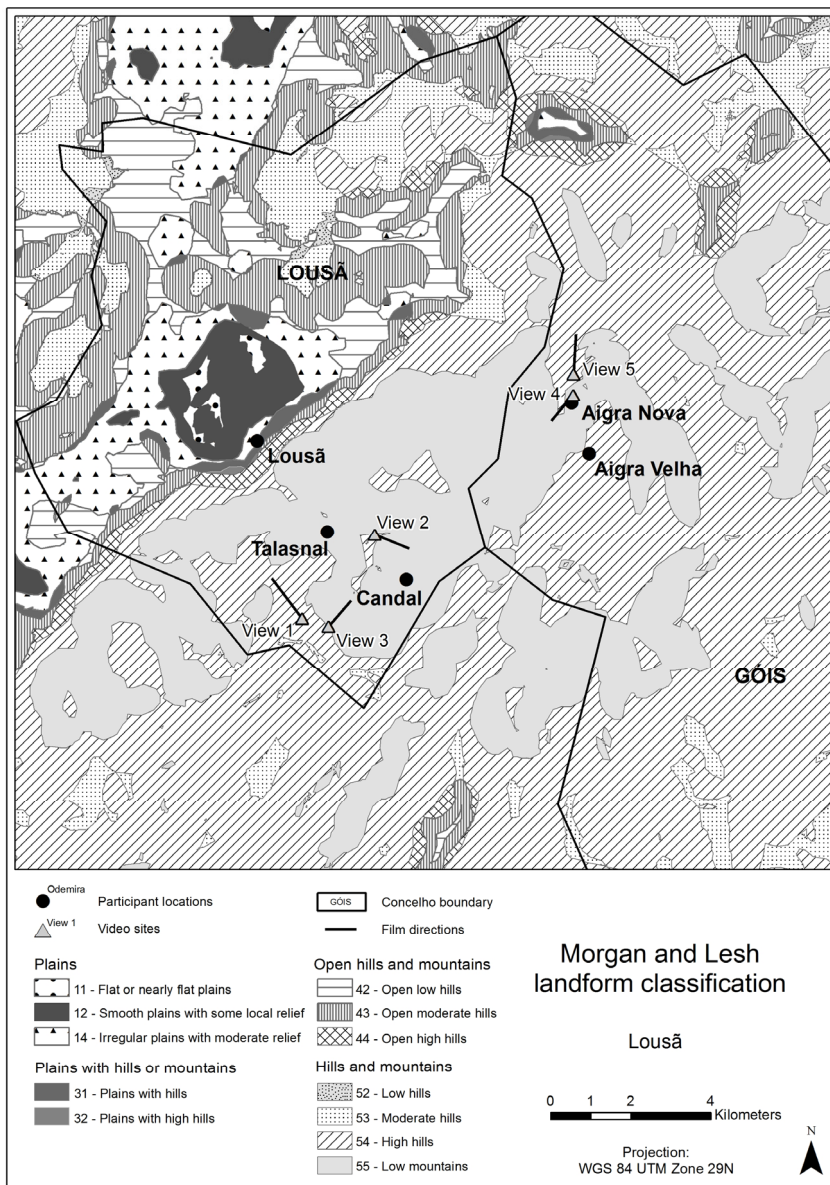 LOUSÃ
View 5
View 4
Aigra Nova
Lousã
Aigra Velha
View 2
Talasnal
Candal
View 1
View 3
GÓIS
Odemira
Participant locations
View 1
Video sites
GÓIS
Concelho boundary
Film directions
Plains
11 - Flat or nearly flat plains
12 - Smooth plains with some local relief
14 - Irregular plains with moderate relief
Plains with hills or mountains
31 - Plains with hills
32 - Plains with high hills
Open hills and mountains
42 - Open low hills
43 - Open moderate hills
44 - Open high hills
Hills and mountains
52 - Low hills
53 - Moderate hills
54 - High hills
55 - Low mountains
Morgan and Lesh
landform classification
Lousã
0 1 2 4
Kilometers
Projection:
WGS 84 UTM Zone 29N
N